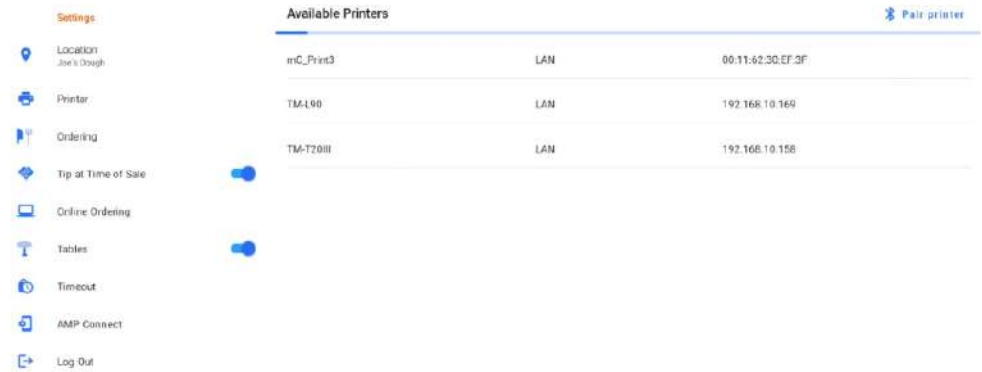 Settings
Location
Joe's Dough
Printer
Ordering
Tip at Time of Sale
Online Ordering
Tables
Timeout
AMP Connect
Log Out
Available Printers
Pair printer
mC_Print3 LAN 00:11:62:30:EF:3F
TM-L90 LAN 192.168.10.169
TM-T20III LAN 192.168.10.158